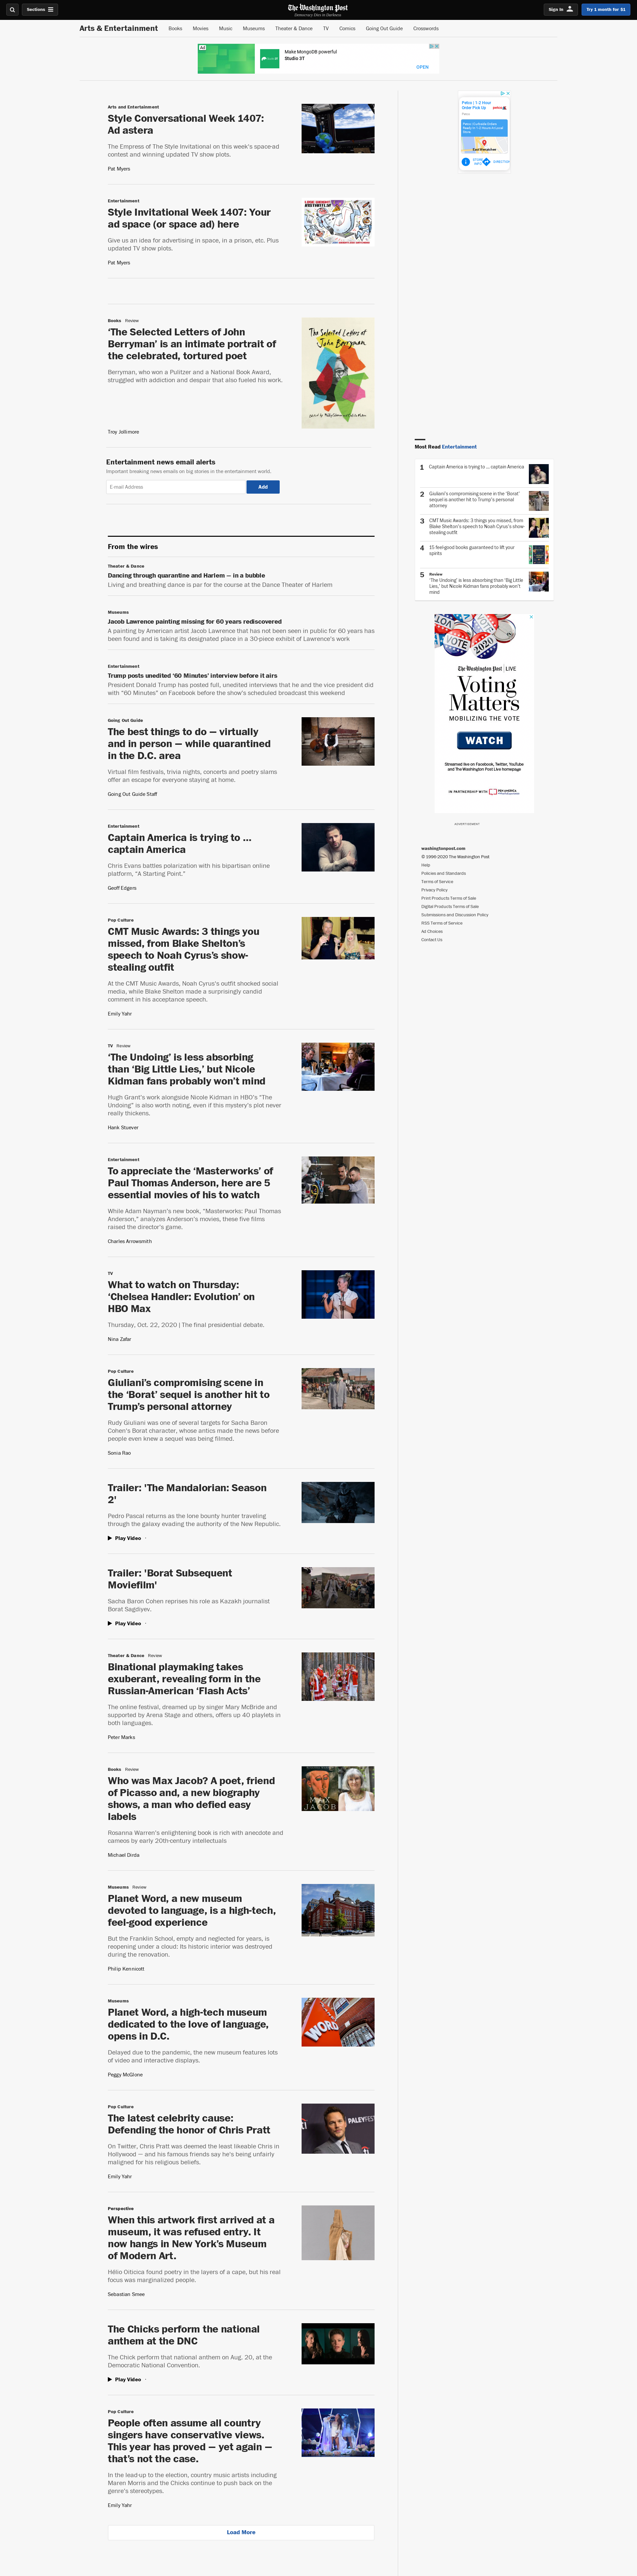 Sections
The Washington Post
Democracy Dies in Darkness
Sign In
Try 1 month for $1
Arts & Entertainment
Books
Movies
Music
Museums
Theater & Dance
TV
Comics
Going Out Guide
Crosswords
Ad
Make MongoDB powerful
Studio 3T
OPEN
Arts and Entertainment
Style Conversational Week 1407:
Ad astera
The Empress of The Style Invitational on this week's space-ad
contest and winning updated TV show plots.
Pat Myers
Entertainment
Style Invitational Week 1407: Your
ad space (or space ad) here
Give us an idea for advertising in space, in a prison, etc. Plus
updated TV show plots.
Pat Myers
Books Review
‘The Selected Letters of John
Berryman’ is an intimate portrait of
the celebrated, tortured poet
Berryman, who won a Pulitzer and a National Book Award,
struggled with addiction and despair that also fueled his work.
Troy Jollimore
The Selected Letters of
John Berryman
Entertainment news email alerts
Important breaking news emails on big stories in the entertainment world.
E-mail Address
Add
From the wires
Theater & Dance
Dancing through quarantine and Harlem — in a bubble
Living and breathing dance is par for the course at the Dance Theater of Harlem
Museums
Jacob Lawrence painting missing for 60 years rediscovered
A painting by American artist Jacob Lawrence that has not been seen in public for 60 years has
been found and is taking its designated place in a 30-piece exhibit of Lawrence's work
Entertainment
Trump posts unedited ‘60 Minutes’ interview before it airs
President Donald Trump has posted full, unedited interviews that he and the vice president did
with “60 Minutes” on Facebook before the show's scheduled broadcast this weekend
Going Out Guide
The best things to do — virtually
and in person — while quarantined
in the D.C. area
Virtual film festivals, trivia nights, concerts and poetry slams
offer an escape for everyone staying at home.
Going Out Guide Staff
Entertainment
Captain America is trying to ...
captain America
Chris Evans battles polarization with his bipartisan online
platform, “A Starting Point.”
Geoff Edgers
Pop Culture
CMT Music Awards: 3 things you
missed, from Blake Shelton’s
speech to Noah Cyrus’s show-
stealing outfit
At the CMT Music Awards, Noah Cyrus's outfit shocked social
media, while Blake Shelton made a surprisingly candid
comment in his acceptance speech.
Emily Yahr
TV Review
‘The Undoing’ is less absorbing
than ‘Big Little Lies,’ but Nicole
Kidman fans probably won’t mind
Hugh Grant's work alongside Nicole Kidman in HBO's “The
Undoing” is also worth noting, even if this mystery's plot never
really thickens.
Hank Stuever
Entertainment
To appreciate the ‘Masterworks’ of
Paul Thomas Anderson, here are 5
essential movies of his to watch
While Adam Nayman's new book, “Masterworks: Paul Thomas
Anderson,” analyzes Anderson's movies, these five films
raised the director's game.
Charles Arrowsmith
TV
What to watch on Thursday:
‘Chelsea Handler: Evolution’ on
HBO Max
Thursday, Oct. 22, 2020 | The final presidential debate.
Nina Zafar
Pop Culture
Giuliani’s compromising scene in
the ‘Borat’ sequel is another hit to
Trump’s personal attorney
Rudy Giuliani was one of several targets for Sacha Baron
Cohen's Borat character, whose antics made the news before
people even knew a sequel was being filmed.
Sonia Rao
Trailer: 'The Mandalorian: Season
2'
Pedro Pascal returns as the lone bounty hunter traveling
through the galaxy evading the authority of the New Republic.
Play Video ·
Trailer: 'Borat Subsequent
Moviefilm'
Sacha Baron Cohen reprises his role as Kazakh journalist
Borat Sagdiyev.
Play Video ·
Theater & Dance Review
Binational playmaking takes
exuberant, revealing form in the
Russian-American ‘Flash Acts’
The online festival, dreamed up by singer Mary McBride and
supported by Arena Stage and others, offers up 40 playlets in
both languages.
Peter Marks
Books Review
Who was Max Jacob? A poet, friend
of Picasso and, a new biography
shows, a man who defied easy
labels
Rosanna Warren's enlightening book is rich with anecdote and
cameos by early 20th-century intellectuals
Michael Dirda
MAX
JACOB
Museums Review
Planet Word, a new museum
devoted to language, is a high-tech,
feel-good experience
But the Franklin School, empty and neglected for years, is
reopening under a cloud: Its historic interior was destroyed
during the renovation.
Philip Kennicott
Museums
Planet Word, a high-tech museum
dedicated to the love of language,
opens in D.C.
Delayed due to the pandemic, the new museum features lots
of video and interactive displays.
Peggy McGlone
WORD
Pop Culture
The latest celebrity cause:
Defending the honor of Chris Pratt
On Twitter, Chris Pratt was deemed the least likeable Chris in
Hollywood — and his famous friends say he's being unfairly
maligned for his religious beliefs.
Emily Yahr
PALEYFEST
Perspective
When this artwork first arrived at a
museum, it was refused entry. It
now hangs in New York’s Museum
of Modern Art.
Hélio Oiticica found poetry in the layers of a cape, but his real
focus was marginalized people.
Sebastian Smee
The Chicks perform the national
anthem at the DNC
The Chick perform that national anthem on Aug. 20, at the
Democratic National Convention.
Play Video ·
Pop Culture
People often assume all country
singers have conservative views.
This year has proved — yet again —
that’s not the case.
In the lead-up to the election, country music artists including
Maren Morris and the Chicks continue to push back on the
genre's stereotypes.
Emily Yahr
Load More
Petco | 1-2 Hour
Order Pick Up
petco
Petco
STORE
INFO
DIRECTIONS
Most Read Entertainment
1
Captain America is trying to ... captain America
2
Giuliani’s compromising scene in the ‘Borat’
sequel is another hit to Trump’s personal
attorney
3
CMT Music Awards: 3 things you missed, from
Blake Shelton’s speech to Noah Cyrus’s show-
stealing outfit
4
15 feel-good books guaranteed to lift your
spirits
5
Review
‘The Undoing’ is less absorbing than ‘Big Little
Lies,’ but Nicole Kidman fans probably won’t
mind
VOTE
2020
The Washington Post LIVE
Voting
Matters
MOBILIZING THE VOTE
WATCH
Streamed live on Facebook, Twitter, YouTube
and The Washington Post Live homepage
IN PARTNERSHIP WITH
ADVERTISEMENT
washingtonpost.com
© 1996-2020 The Washington Post
Help
Policies and Standards
Terms of Service
Privacy Policy
Print Products Terms of Sale
Digital Products Terms of Sale
Submissions and Discussion Policy
RSS Terms of Service
Ad Choices
Contact Us